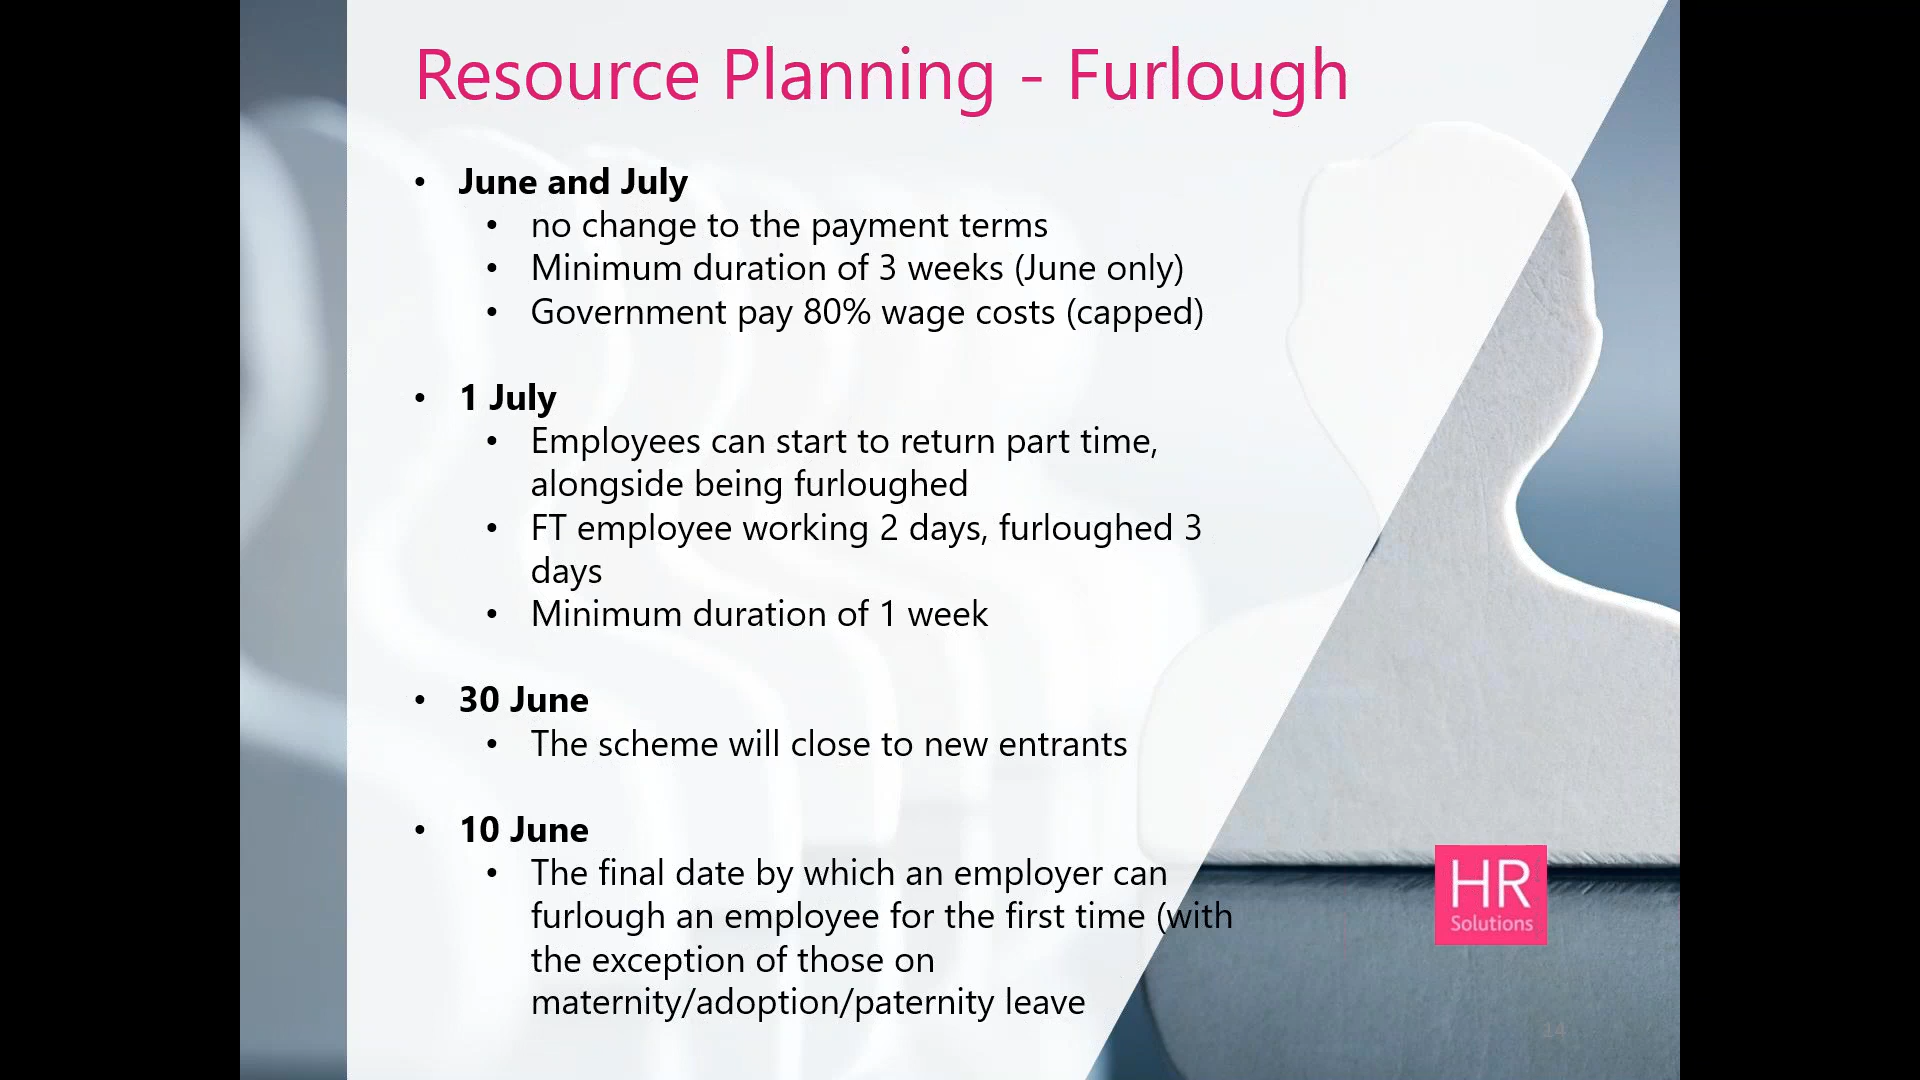 Resource Planning - Furlough
• June and July
• no change to the payment terms
• Minimum duration of 3 weeks (June only)
• Government pay 80% wage costs (capped)
• 1 July
• Employees can start to return part time,
alongside being furloughed
• FT employee working 2 days, furloughed 3
days
• Minimum duration of 1 week
• 30 June
• The scheme will close to new entrants
• 10 June
• The final date by which an employer can
furlough an employee for the first time (with
the exception of those on
maternity/adoption/paternity leave
HR
Solutions
14